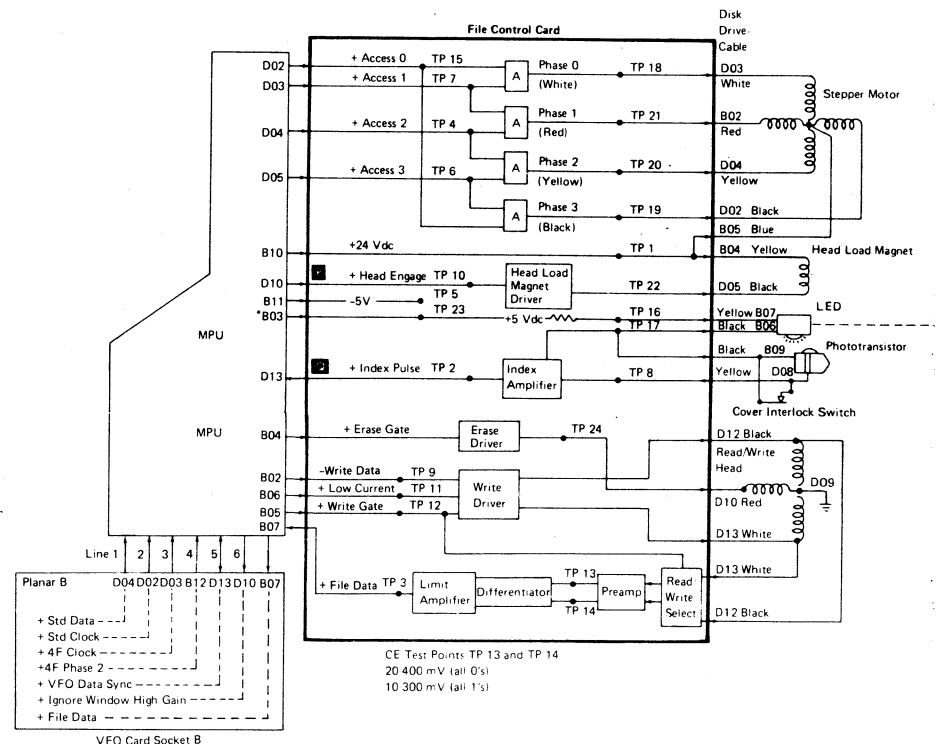 Disk
Drive
Cable
File Control Card
D02 + Access 0 TP 15 Phase 0 TP 18 D03
D03 + Access 1 TP 7 A (White) White
Stepper Motor
Phase 1 TP 21 B02
D04 + Access 2 TP 4 A (Red) Red
Phase 2 TP 20 D04
D05 + Access 3 TP 6 A (Yellow) Yellow
Phase 3 TP 19 D02 Black
A (Black) B05 Blue
B10 +24 Vdc TP 1 B04 Yellow Head Load Magnet
D10 + Head Engage TP 10 Head Load Magnet Driver TP 22 D05 Black
B11 -5V TP 5
*B03 TP 23 +5 Vdc TP 16 Yellow B07 LED
TP 17 Black B06
MPU
Black B09 Phototransistor
D13 + Index Pulse TP 2 Index Amplifier TP 8 Yellow D08
Cover Interlock Switch
MPU
B04 + Erase Gate Erase Driver TP 24 D12 Black
Read/Write
Head
B02 -Write Data TP 9
B06 + Low Current TP 11 Write Driver D10 Red D09
B05 + Write Gate TP 12
B07 D13 White
D13 White
+ File Data TP 3 Limit Amplifier Differentiator TP 13 TP 14 Preamp Read Write Select
D12 Black
Line 1 2 3 4 5 6
Planar B D04 D02 D03 B12 D13 D10 B07
+ Std Data
+ Std Clock
+ 4F Clock
+4F Phase 2
+ VFO Data Sync
+ Ignore Window High Gain
+ File Data
VFO Card Socket B
CE Test Points TP 13 and TP 14
20 400 mV (all 0's)
10 300 mV (all 1's)